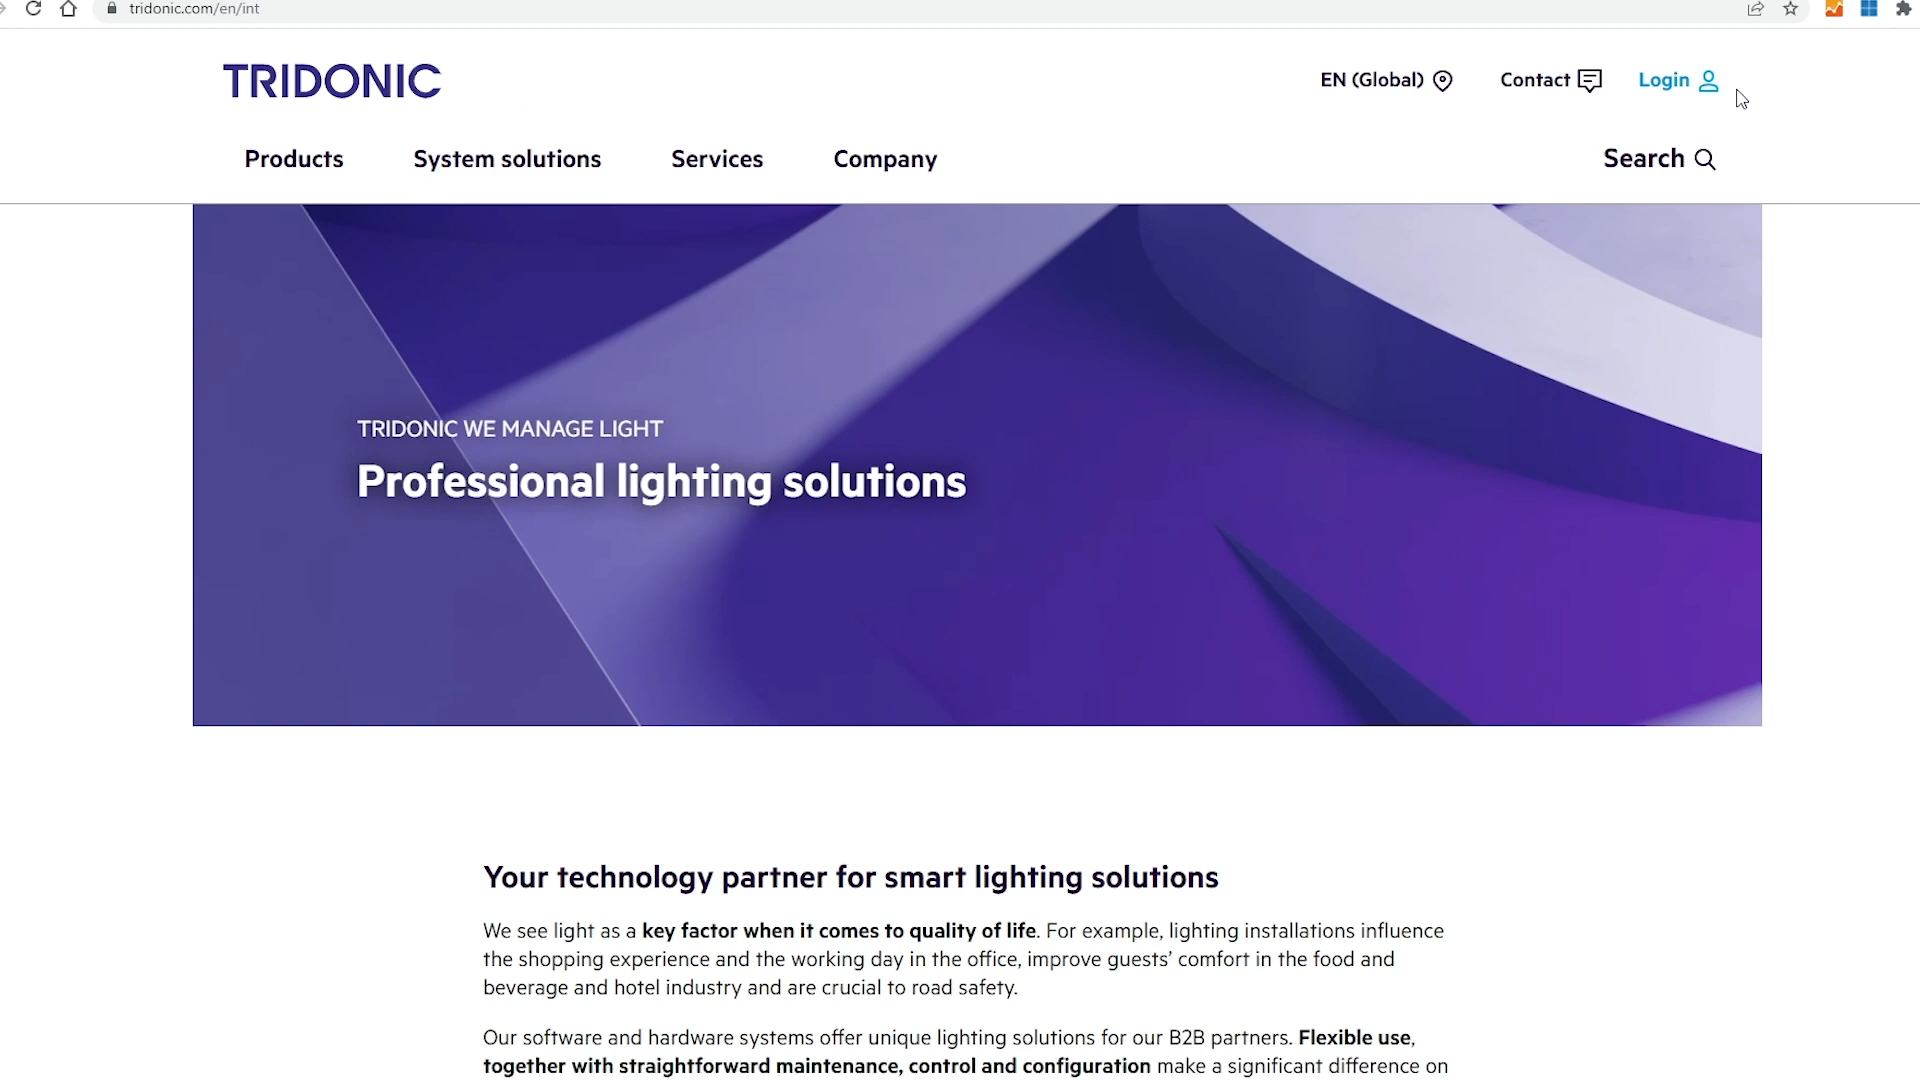 tridonic.com/en/int
TRIDONIC
EN (Global)
Contact
Login
Products
System solutions
Services
Company
Search
TRIDONIC WE MANAGE LIGHT
Professional lighting solutions
Your technology partner for smart lighting solutions
We see light as a key factor when it comes to quality of life. For example, lighting installations influence
the shopping experience and the working day in the office, improve guests’ comfort in the food and
beverage and hotel industry and are crucial to road safety.
Our software and hardware systems offer unique lighting solutions for our B2B partners. Flexible use,
together with straightforward maintenance, control and configuration make a significant difference on